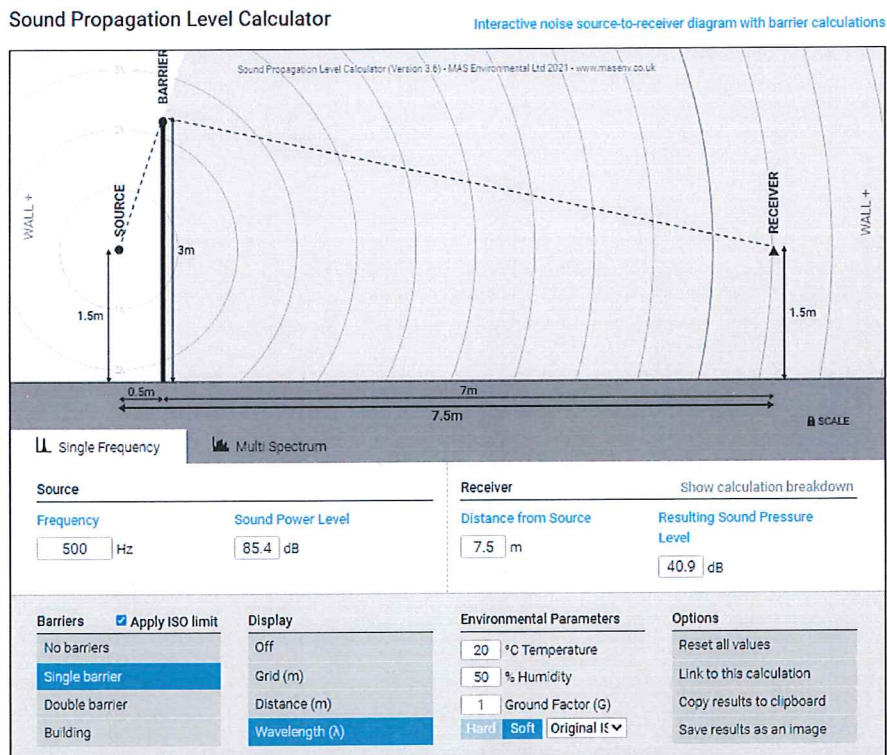 Sound Propagation Level Calculator
Interactive noise source-to-receiver diagram with barrier calculations
Sound Propagation Level Calculator (Version 3.6) - MAS Environmental Ltd 2021 - www.masenv.co.uk
BARRIER
WALL +
SOURCE
RECEIVER
WALL +
3m
1.5m
1.5m
0.5m
7m
7.5m
SCALE
Single Frequency
Multi Spectrum
Source
Receiver
Show calculation breakdown
Frequency
Sound Power Level
Distance from Source
Resulting Sound Pressure
Level
500 Hz
85.4 dB
7.5 m
40.9 dB
Barriers
Apply ISO limit
Display
Environmental Parameters
Options
No barriers
Off
20 °C Temperature
Reset all values
Single barrier
Grid (m)
50 % Humidity
Link to this calculation
Double barrier
Distance (m)
1 Ground Factor (G)
Copy results to clipboard
Building
Wavelength (λ)
Hard Soft Original
Save results as an image